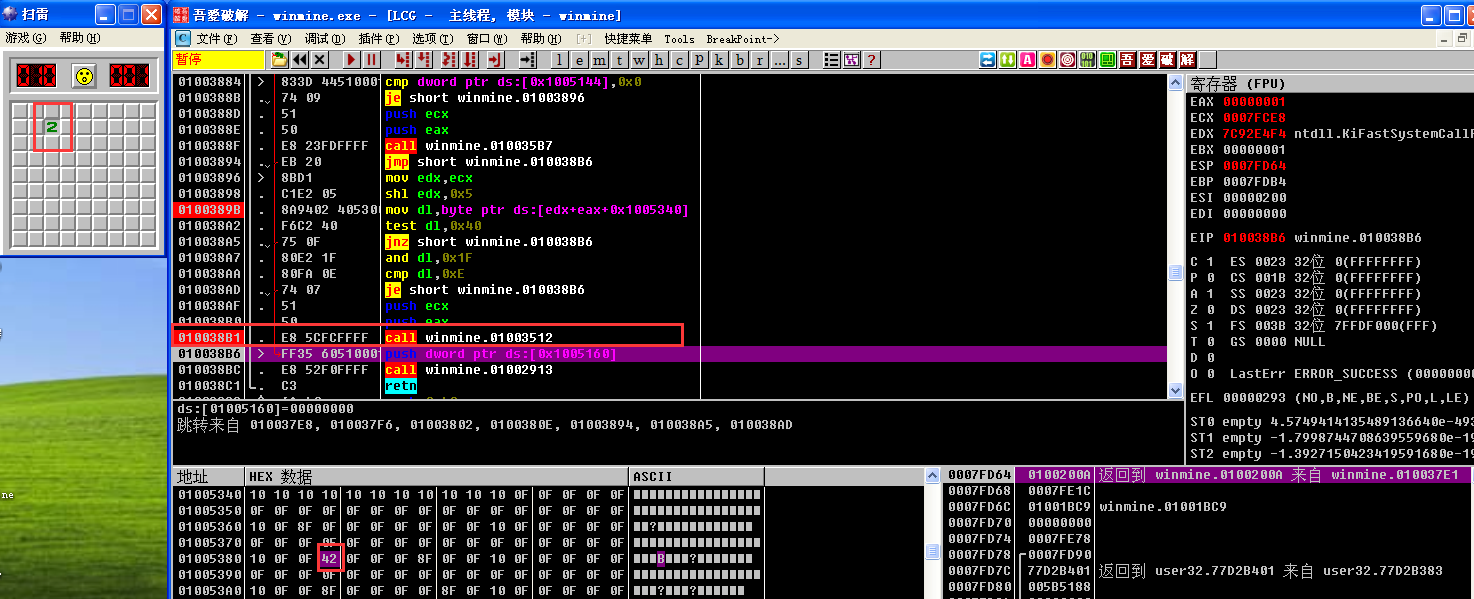 扫雷
游戏(G) 帮助(H)
2
ne
吾愛破解 - winmine.exe - [LCG - 主线程, 模块 - winmine]
文件(F) 查看(V) 调试(D) 插件(P) 选项(T) 窗口(W) 帮助(H) [+] 快捷菜单 Tools BreakPoint->
暂停 l e m t w h c p k b r ... s ? 吾 爱 破 解
01003884 > 833D 44510001 cmp dword ptr ds:[0x1005144],0x0
0100388B . 74 09 je short winmine.01003896
0100388D . 51 push ecx
0100388E . 50 push eax
0100388F . E8 23FDFFFF call winmine.010035B7
01003894 . EB 20 jmp short winmine.010038B6
01003896 > 8BD1 mov edx,ecx
01003898 . C1E2 05 shl edx,0x5
0100389B . 8A9402 405300 mov dl,byte ptr ds:[edx+eax+0x1005340]
010038A2 . F6C2 40 test dl,0x40
010038A5 . 75 0F jnz short winmine.010038B6
010038A7 . 80E2 1F and dl,0x1F
010038AA . 80FA 0E cmp dl,0xE
010038AD . 74 07 je short winmine.010038B6
010038AF . 51 push ecx
010038B0 . 50 push eax
010038B1 . E8 5CFCFFFF call winmine.01003512
010038B6 > FF35 60510001 push dword ptr ds:[0x1005160]
010038BC . E8 52F0FFFF call winmine.01002913
010038C1 . C3 retn
ds:[01005160]=00000000
跳转来自 010037E8, 010037F6, 01003802, 0100380E, 01003894, 010038A5, 010038AD
寄存器 (FPU)
EAX 00000001
ECX 0007FCE8
EDX 7C92E4F4 ntdll.KiFastSystemCallR
EBX 00000001
ESP 0007FD64
EBP 0007FDB4
ESI 00000200
EDI 00000000
EIP 010038B6 winmine.010038B6
C 1 ES 0023 32位 0(FFFFFFFF)
P 0 CS 001B 32位 0(FFFFFFFF)
A 1 SS 0023 32位 0(FFFFFFFF)
Z 0 DS 0023 32位 0(FFFFFFFF)
S 1 FS 003B 32位 7FFDF000(FFF)
T 0 GS 0000 NULL
D 0
O 0 LastErr ERROR_SUCCESS (00000000
EFL 00000293 (NO,B,NE,BE,S,PO,L,LE)
ST0 empty 4.5749414135489136640e-493
ST1 empty -1.7998744708639559680e-19
ST2 empty -1.3927150423419591680e-19
地址 HEX 数据 ASCII
01005340 10 10 10 10 10 10 10 10 10 10 10 0F 0F 0F 0F 0F
01005350 0F 0F 0F 0F 0F 0F 0F 0F 0F 0F 0F 0F 0F 0F 0F 0F
01005360 10 0F 8F 0F 0F 0F 0F 0F 0F 0F 10 0F 0F 0F 0F 0F
01005370 0F 0F 0F 0F 0F 0F 0F 0F 0F 0F 0F 0F 0F 0F 0F 0F
01005380 10 0F 0F 42 0F 0F 0F 8F 0F 0F 10 0F 0F 0F 0F 0F
01005390 0F 0F 0F 0F 0F 0F 0F 0F 0F 0F 0F 0F 0F 0F 0F 0F
010053A0 10 0F 8F 0F 0F 0F 0F 0F 8F 0F 10 0F 0F 0F 0F 0F
0007FD64 0100200A 返回到 winmine.0100200A 来自 winmine.010037E1
0007FD68 0007FE1C
0007FD6C 01001BC9 winmine.01001BC9
0007FD70 00000000
0007FD74 0007FE78
0007FD78 0007FD90
0007FD7C 77D2B401 返回到 user32.77D2B401 来自 user32.77D2B383
0007FD80 005B5188